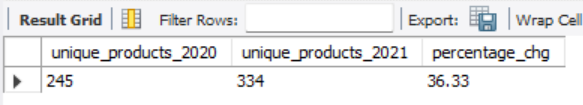 Result Grid Filter Rows: Export: Wrap Cell
unique_products_2020 unique_products_2021 percentage_chg
245 334 36.33